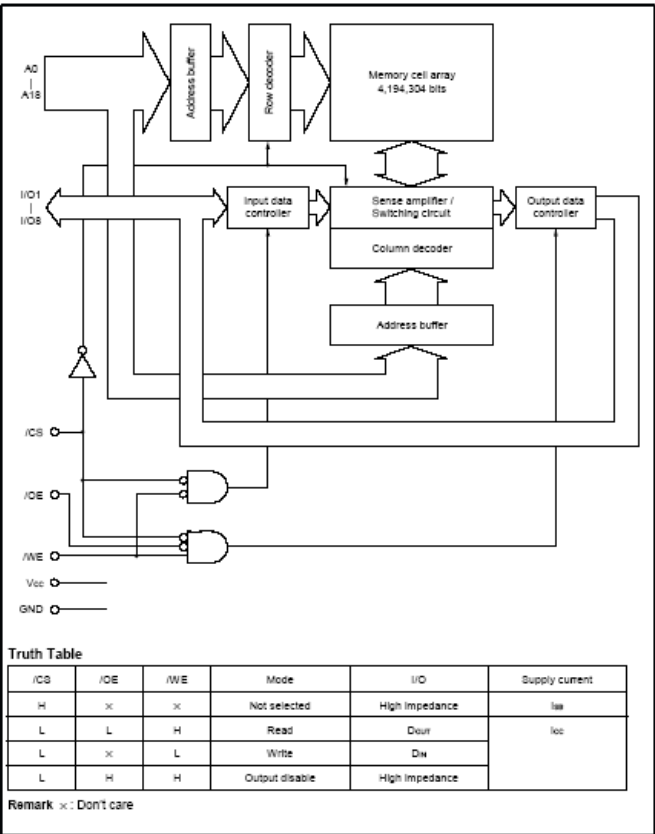 A0
|
A18
Address buffer
Row decoder
Memory cell array
4,194,304 bits
I/O1
|
I/O8
Input data
controller
Sense amplifier /
Switching circuit
Output data
controller
Column decoder
Address buffer
/CS
/OE
/WE
Vcc
GND
Truth Table
/CS /OE /WE Mode I/O Supply current
H × × Not selected High impedance ISB
L L H Read DOUT ICC
L × L Write DIN
L H H Output disable High impedance
Remark × : Don't care